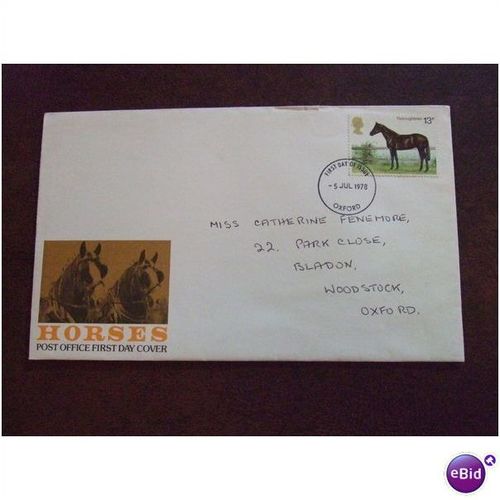 Thoroughbred 13P
FIRST DAY OF ISSUE
-5 JUL 1978
OXFORD
MISS CATHERINE FENEMORE,
22. PARK CLOSE,
BLADON,
WOODSTOCK,
OXFORD.
HORSES
POST OFFICE FIRST DAY COVER
eBid